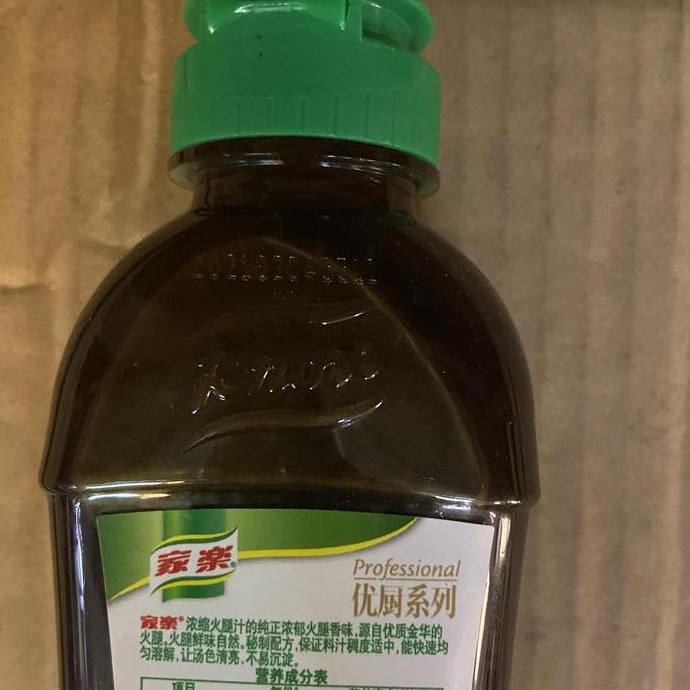 Knorr
家楽®
Professional
优厨系列
家楽® 浓缩火腿汁的纯正浓郁火腿香味,源自优质金华的
火腿,火腿鲜味自然。秘制配方,保证料汁稠度适中,能快速均
匀溶解,让汤色清亮,不易沉淀。
营养成分表
项目